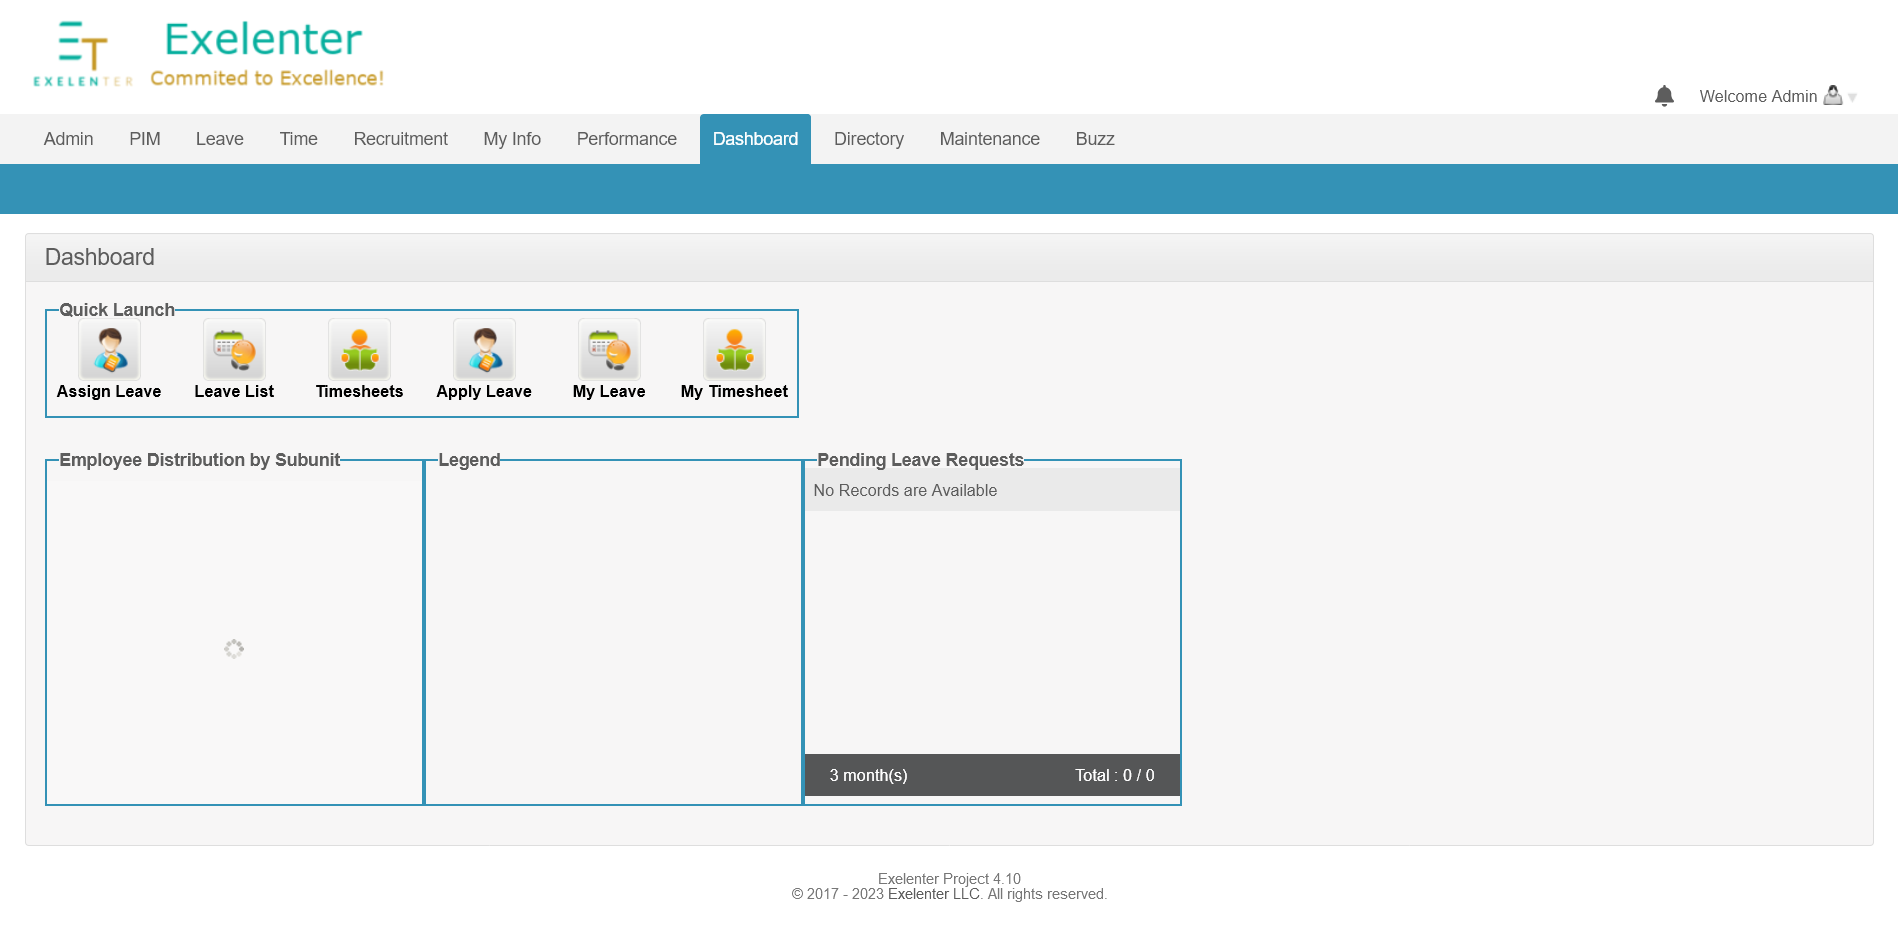 ET
EXELENTER
Exelenter
Commited to Excellence!
Welcome Admin
Admin PIM Leave Time Recruitment My Info Performance Dashboard Directory Maintenance Buzz
Dashboard
Quick Launch
Assign Leave Leave List Timesheets Apply Leave My Leave My Timesheet
Employee Distribution by Subunit Legend Pending Leave Requests
No Records are Available
3 month(s) Total : 0 / 0
Exelenter Project 4.10
© 2017 - 2023 Exelenter LLC. All rights reserved.